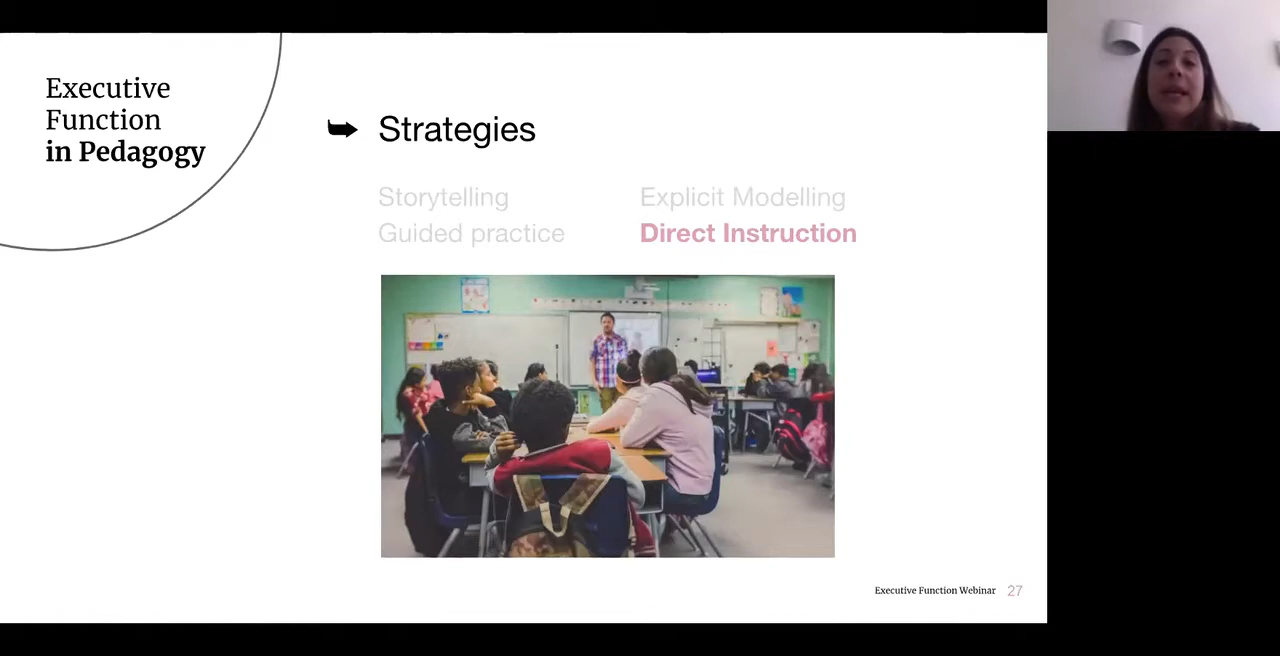 Executive
Function
in Pedagogy
Strategies
Storytelling
Explicit Modelling
Guided practice
Direct Instruction
Executive Function Webinar 27